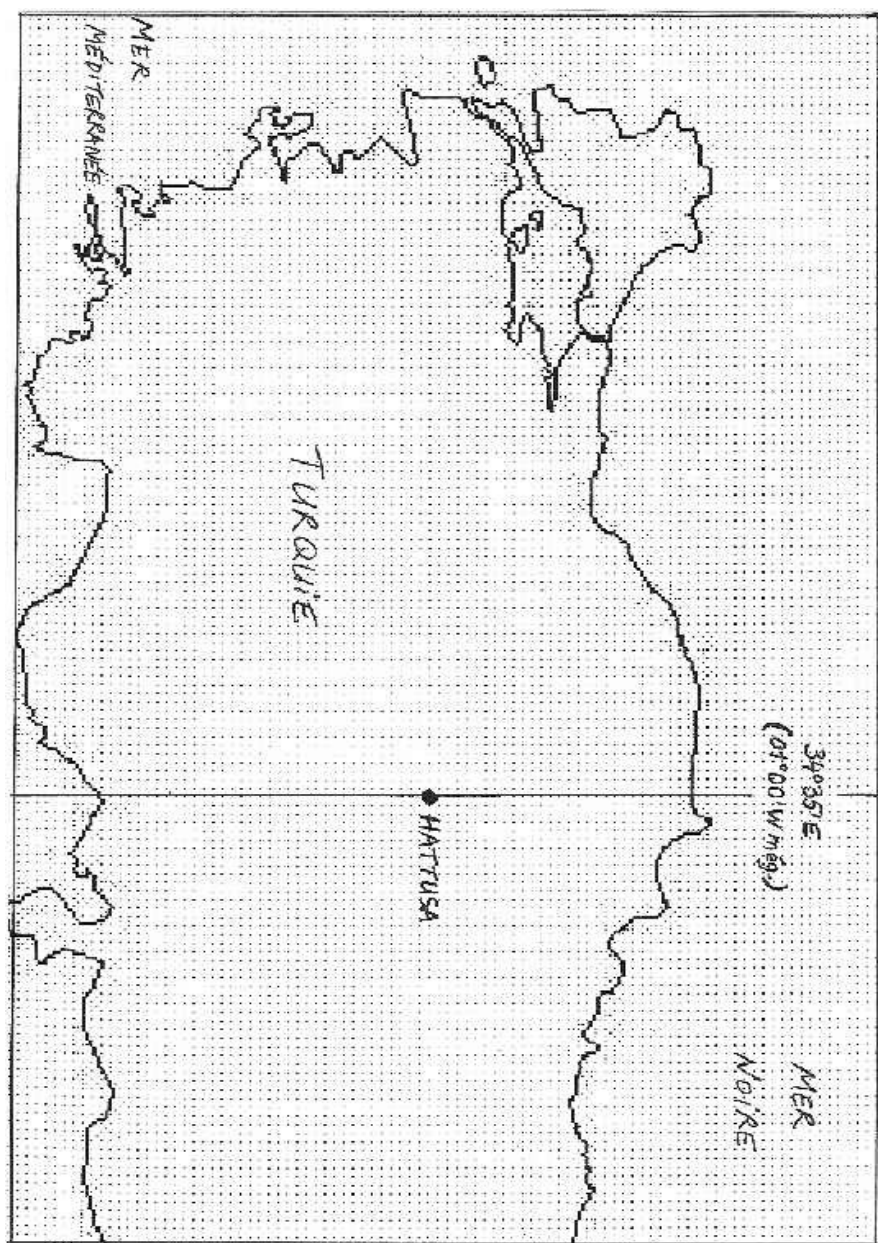 34°35'E
(01°00'W még.)
MER
NOIRE
HATTUSA
TURQUIE
MER
MÉDITERRANÉE